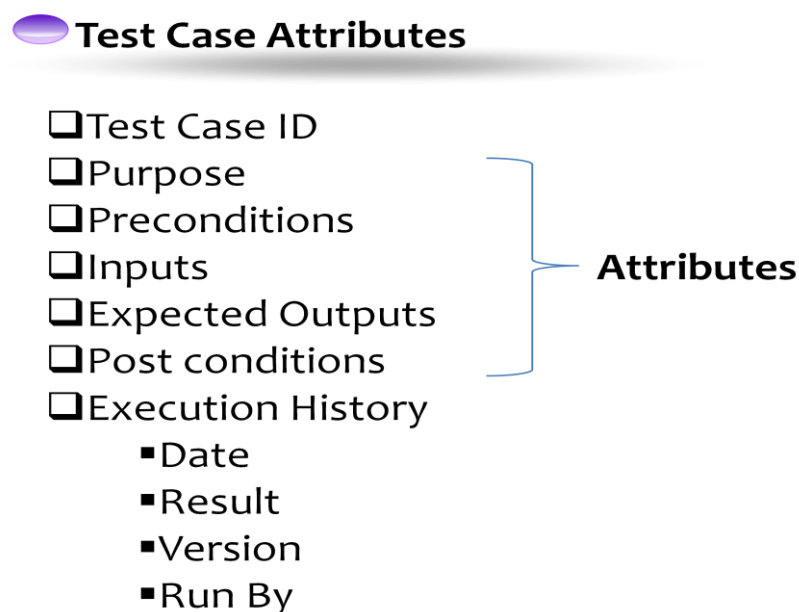 Test Case Attributes
❑Test Case ID
❑Purpose
❑Preconditions
❑Inputs
❑Expected Outputs
❑Post conditions
❑Execution History
▪Date
▪Result
▪Version
▪Run By
Attributes